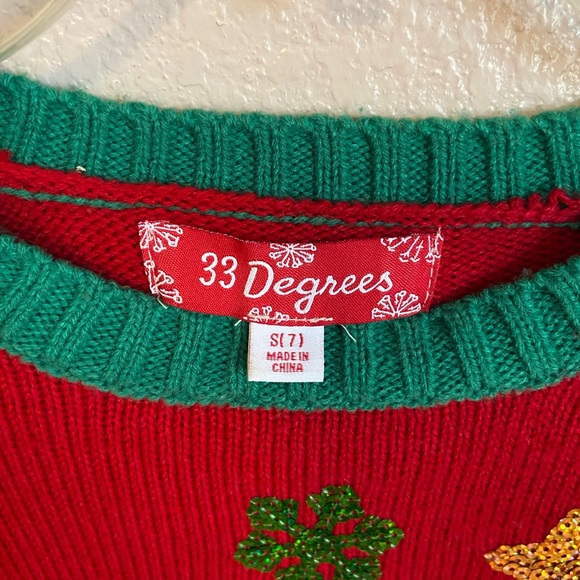 33 Degrees
S(7)
MADE IN
CHINA